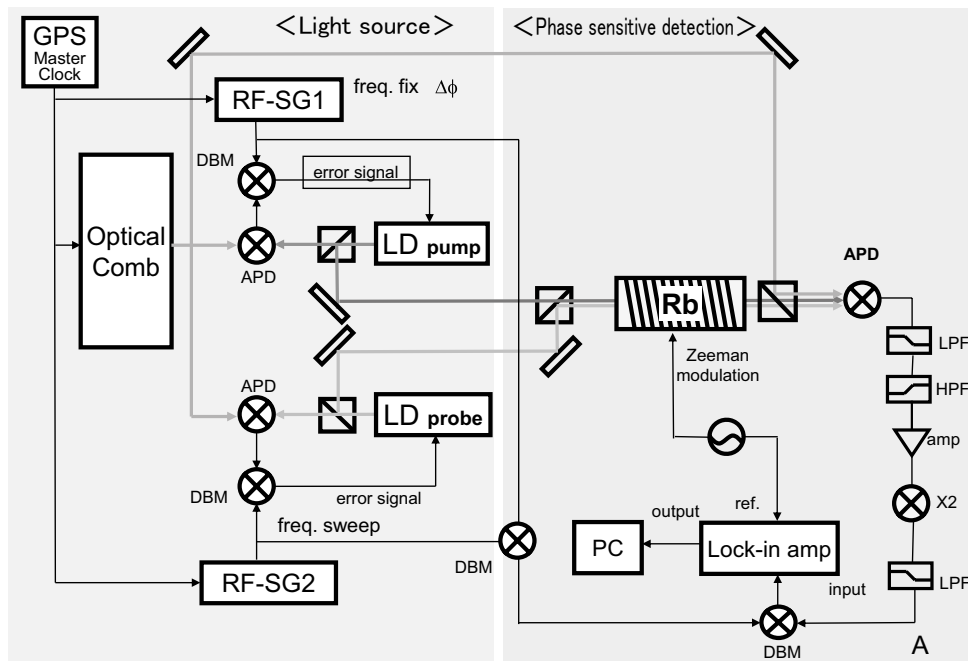 <Light source>
<Phase sensitive detection>
GPS
Master
Clock
RF-SG1
freq. fix Δϕ
DBM
error signal
Optical
Comb
LD pump
APD
APD
Rb
LPF
Zeeman
modulation
HPF
APD
LD probe
amp
DBM
error signal
X2
freq. sweep
ref.
output
PC
Lock-in amp
DBM
RF-SG2
input
LPF
DBM
A